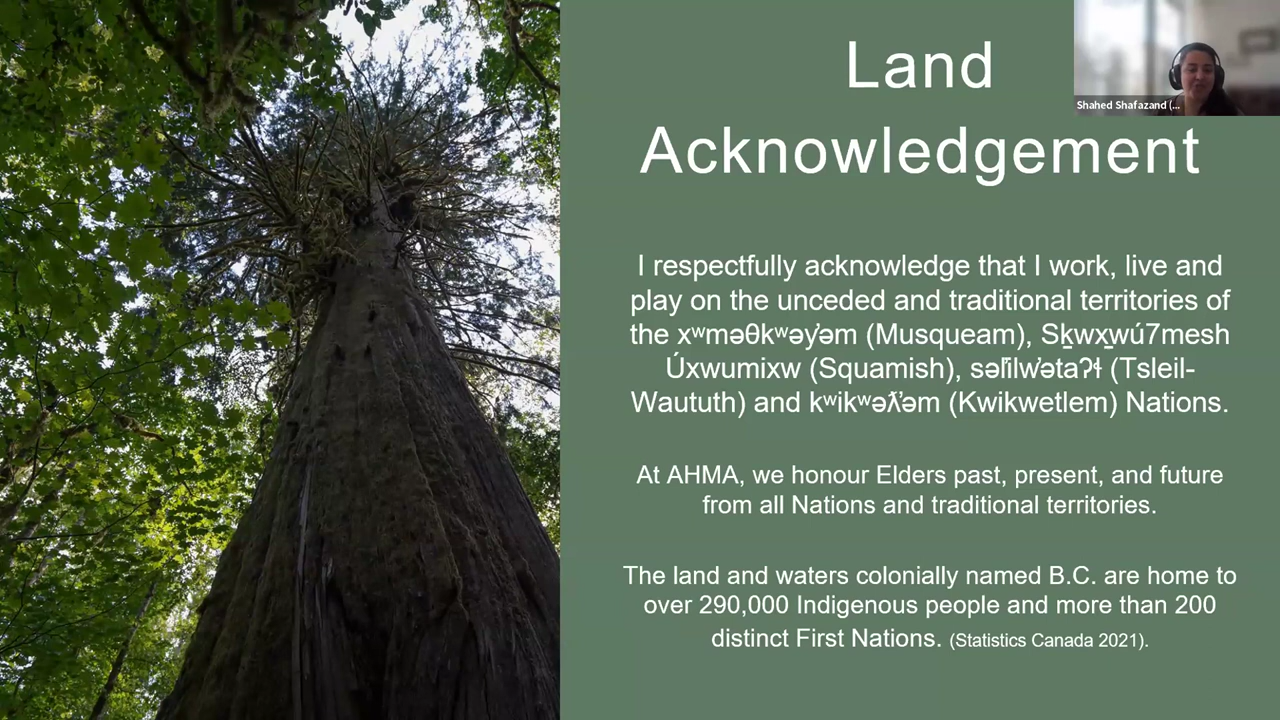 Land
Acknowledgement
Shahed Shafazand (...
I respectfully acknowledge that I work, live and
play on the unceded and traditional territories of
the xʷməθkʷəy̓əm (Musqueam), Sḵwx̱wú7mesh
Úxwumixw (Squamish), səl̓ilw̓ətaʔɬ (Tsleil-
Waututh) and kʷikʷəƛ̓əm (Kwikwetlem) Nations.
At AHMA, we honour Elders past, present, and future
from all Nations and traditional territories.
The land and waters colonially named B.C. are home to
over 290,000 Indigenous people and more than 200
distinct First Nations. (Statistics Canada 2021).